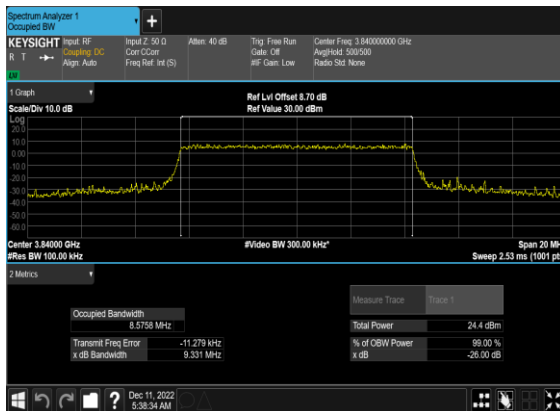 Spectrum Analyzer 1
Occupied BW
KEYSIGHT
R T
Input: RF
Coupling: DC
Align: Auto
Input Z: 50 Ω
Corr CCorr
Freq Ref: Int (S)
Atten: 40 dB
Trig: Free Run
Gate: Off
#IF Gain: Low
Center Freq: 3.840000000 GHz
Avg|Hold: 500/500
Radio Std: None
1 Graph
Scale/Div 10.0 dB
Ref Lvl Offset 8.70 dB
Ref Value 30.00 dBm
Log
20.0
10.0
0.00
-10.0
-20.0
-30.0
-40.0
-50.0
-60.0
Center 3.84000 GHz
#Res BW 100.00 kHz
#Video BW 300.00 kHz*
Span 20 MH
Sweep 2.53 ms (1001 pt
2 Metrics
Measure Trace
Trace 1
Occupied Bandwidth
8.5758 MHz
Total Power
24.4 dBm
Transmit Freq Error
-11.279 kHz
% of OBW Power
99.00 %
x dB Bandwidth
9.331 MHz
x dB
-26.00 dB
Dec 11, 2022
5:38:34 AM